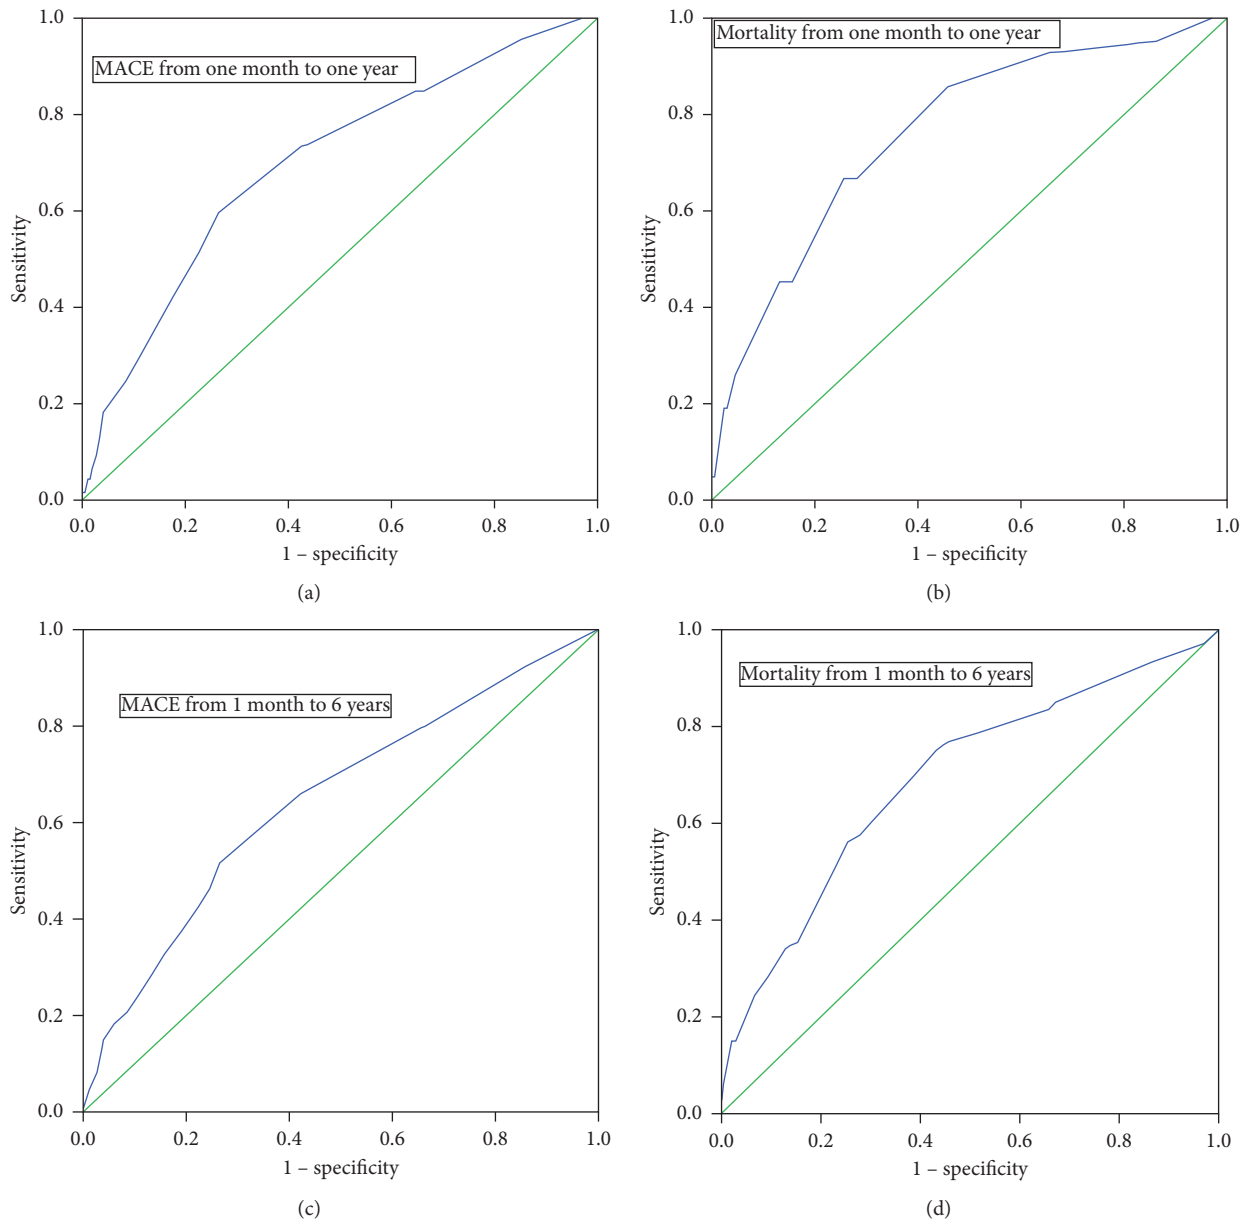 MACE from one month to one year
1.0
0.8
0.6
0.4
0.2
0.0
Sensitivity
0.0 0.2 0.4 0.6 0.8 1.0
1 – specificity
(a)
Mortality from one month to one year
1.0
0.8
0.6
0.4
0.2
0.0
Sensitivity
0.0 0.2 0.4 0.6 0.8 1.0
1 – specificity
(b)
MACE from 1 month to 6 years
1.0
0.8
0.6
0.4
0.2
0.0
Sensitivity
0.0 0.2 0.4 0.6 0.8 1.0
1 – specificity
(c)
Mortality from 1 month to 6 years
1.0
0.8
0.6
0.4
0.2
0.0
Sensitivity
0.0 0.2 0.4 0.6 0.8 1.0
1 – specificity
(d)